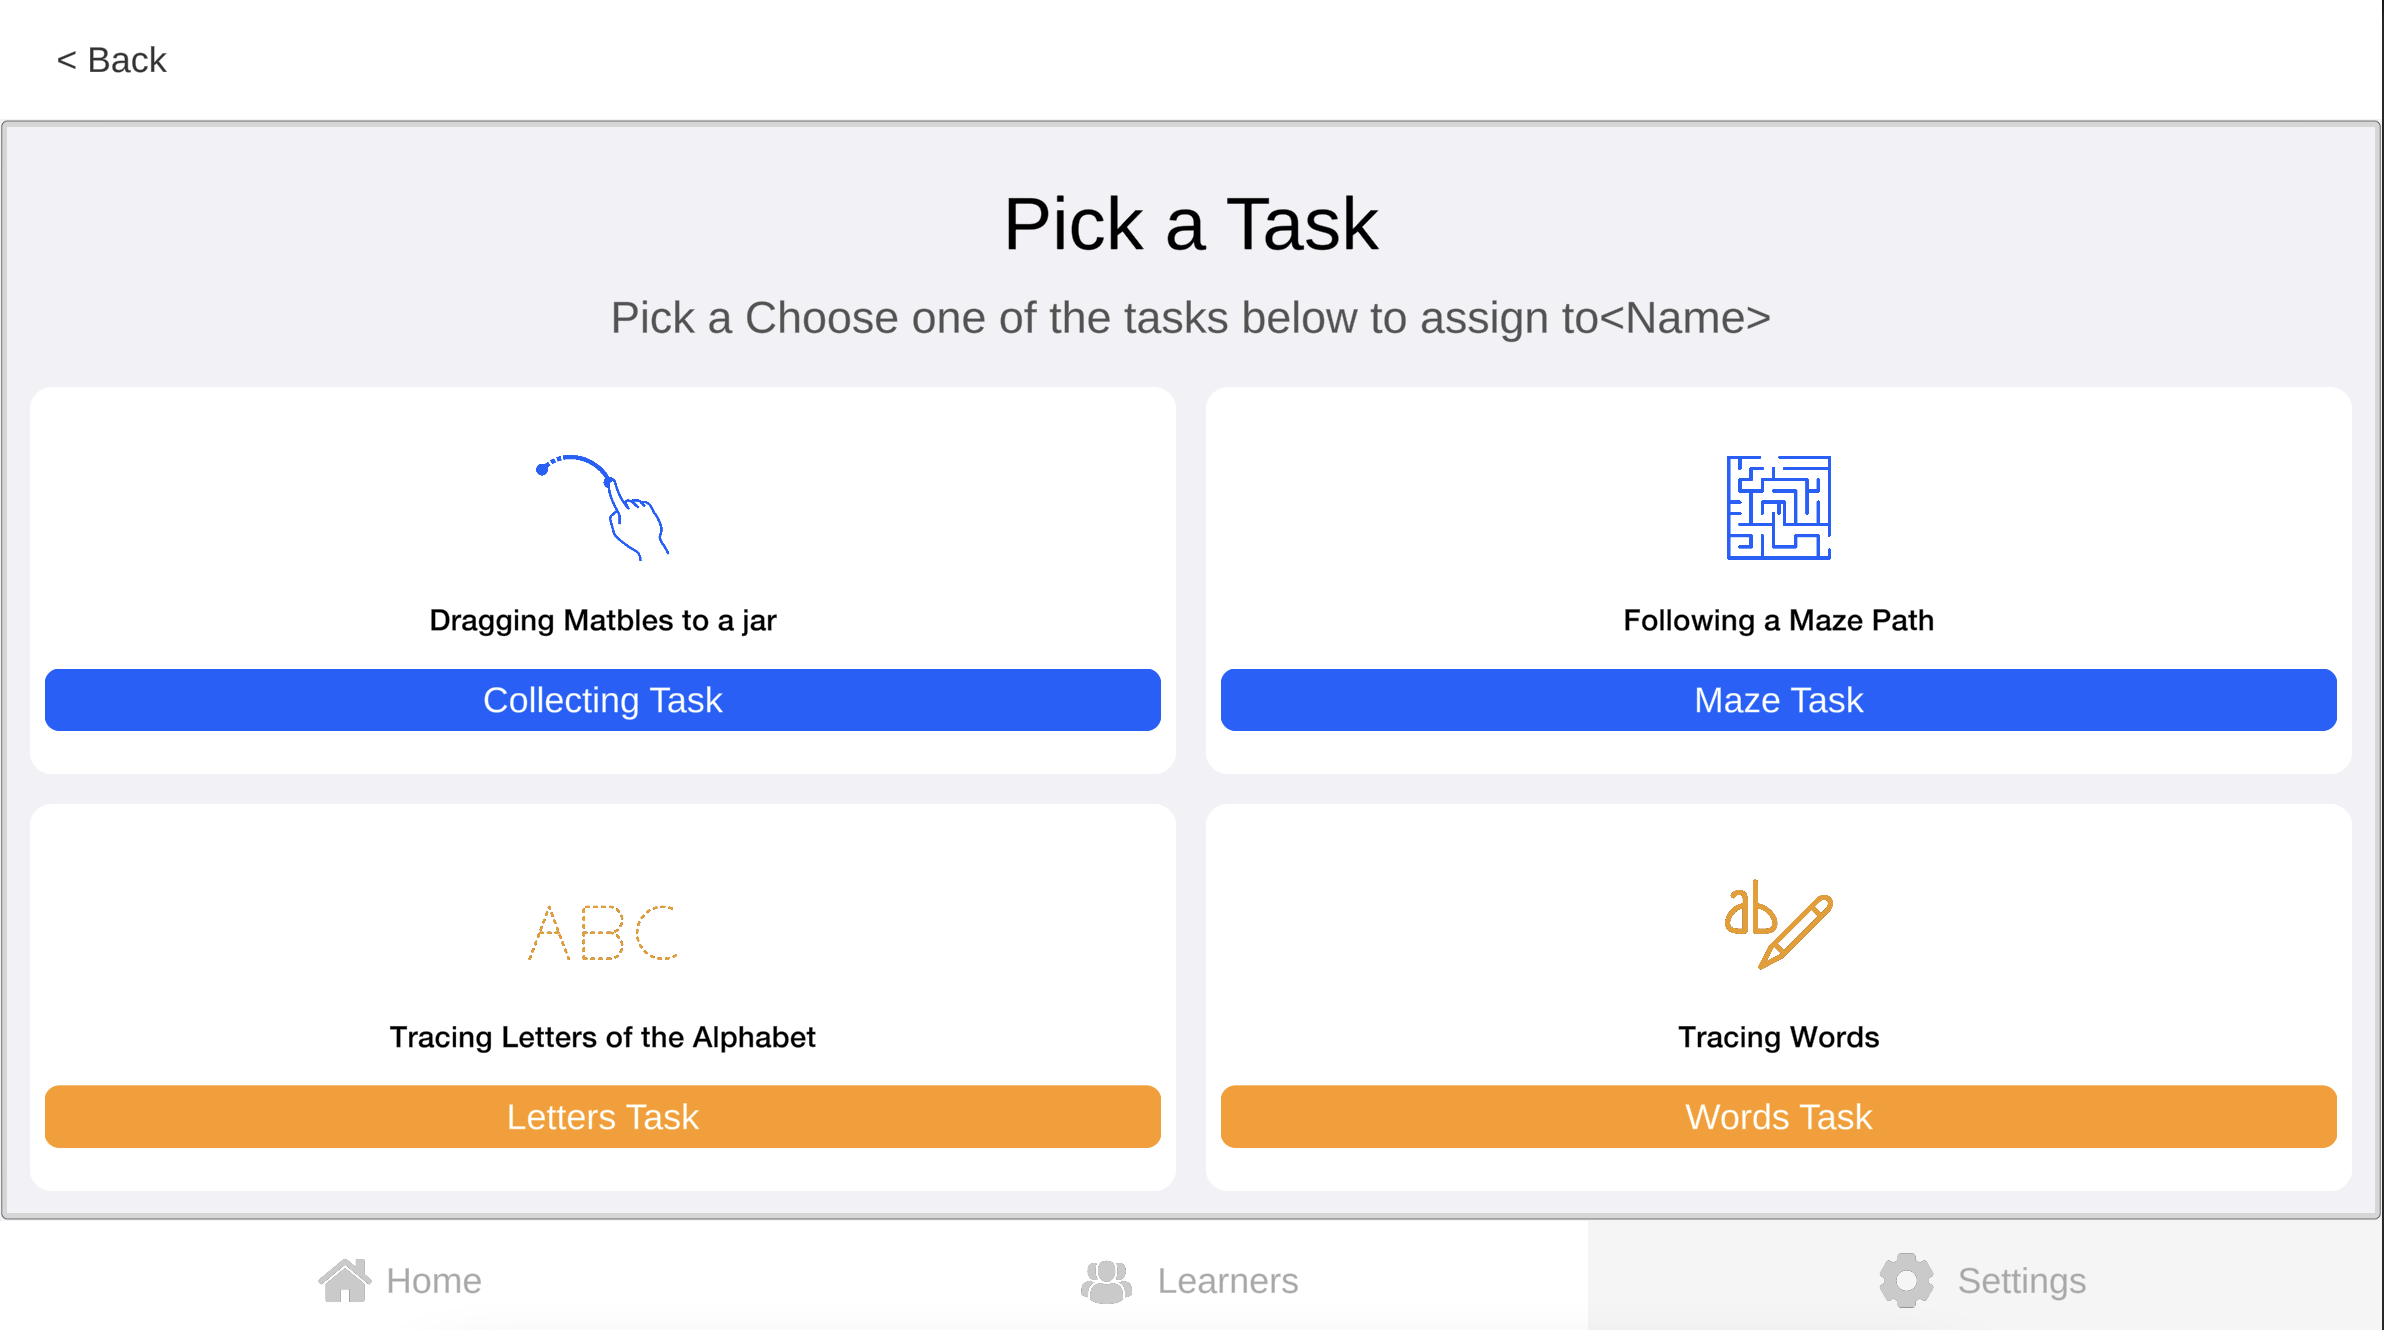 < Back
Pick a Task
Pick a Choose one of the tasks below to assign to<Name>
Dragging Matbles to a jar
Collecting Task
Following a Maze Path
Maze Task
ABC
Tracing Letters of the Alphabet
Letters Task
ab
Tracing Words
Words Task
Home
Learners
Settings